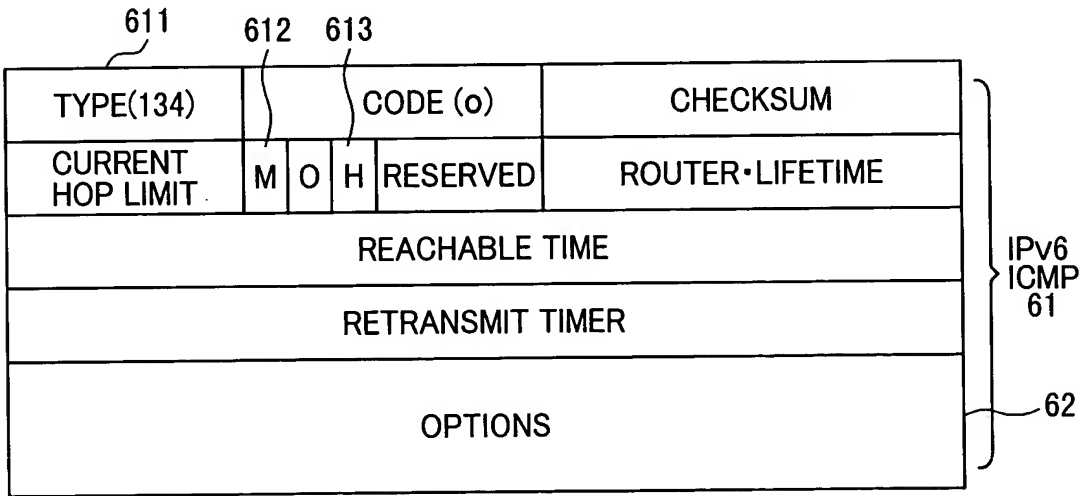 611
612
613
TYPE(134)
CODE (o)
CHECKSUM
CURRENT
HOP LIMIT
M
O
H
RESERVED
ROUTER・LIFETIME
REACHABLE TIME
RETRANSMIT TIMER
OPTIONS
IPv6
ICMP
61
62